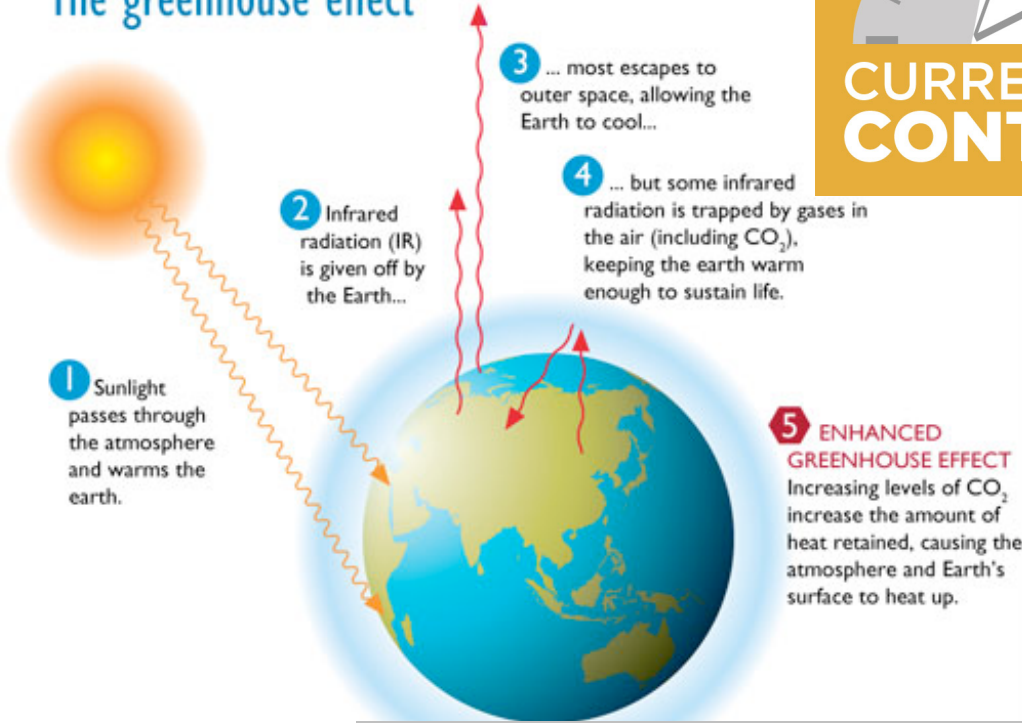 The greenhouse effect
3 ... most escapes to
outer space, allowing the
Earth to cool...
CURRE
CONT
4 ... but some infrared
radiation is trapped by gases in
the air (including CO₂),
keeping the earth warm
enough to sustain life.
2 Infrared
radiation (IR)
is given off by
the Earth...
1 Sunlight
passes through
the atmosphere
and warms the
earth.
5 ENHANCED
GREENHOUSE EFFECT
Increasing levels of CO₂
increase the amount of
heat retained, causing the
atmosphere and Earth's
surface to heat up.